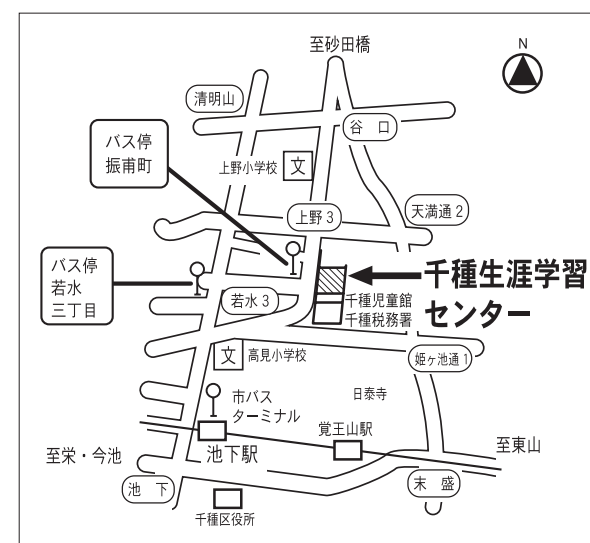 至砂田橋
N
清明山
谷 口
バス停
振甫町
上野小学校
文
上野3
天満通2
バス停
若水
三丁目
若水3
千種生涯学習
センター
千種児童館
千種税務署
文
高見小学校
姫ヶ池通1
市バス
ターミナル
日泰寺
覚王山駅
至栄・今池
池下駅
至東山
池 下
末 盛
千種区役所